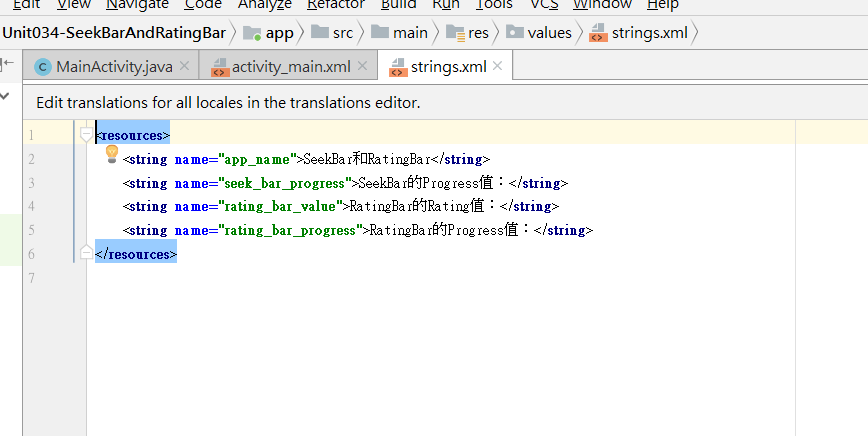 Edit View Navigate Code Analyze Refactor Build Run Tools VCS Window Help
Unit034-SeekBarAndRatingBar app src main res values strings.xml
MainActivity.java activity_main.xml strings.xml
Edit translations for all locales in the translations editor.
1 <resources>
2 <string name="app_name">SeekBar和RatingBar</string>
3 <string name="seek_bar_progress">SeekBar的Progress值：</string>
4 <string name="rating_bar_value">RatingBar的Rating值：</string>
5 <string name="rating_bar_progress">RatingBar的Progress值：</string>
6 </resources>
7